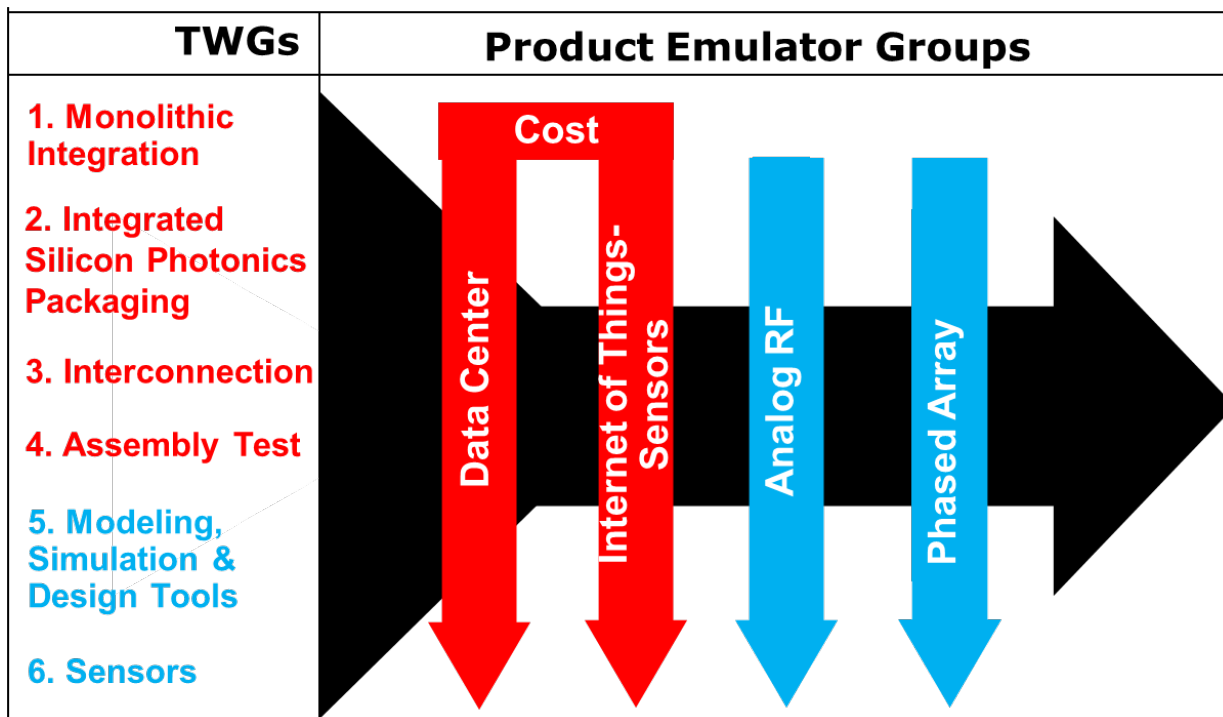 TWGs
Product Emulator Groups
1. Monolithic
Integration
2. Integrated
Silicon Photonics
Packaging
3. Interconnection
4. Assembly Test
5. Modeling,
Simulation &
Design Tools
6. Sensors
Cost
Data Center
Internet of Things-
Sensors
Analog RF
Phased Array